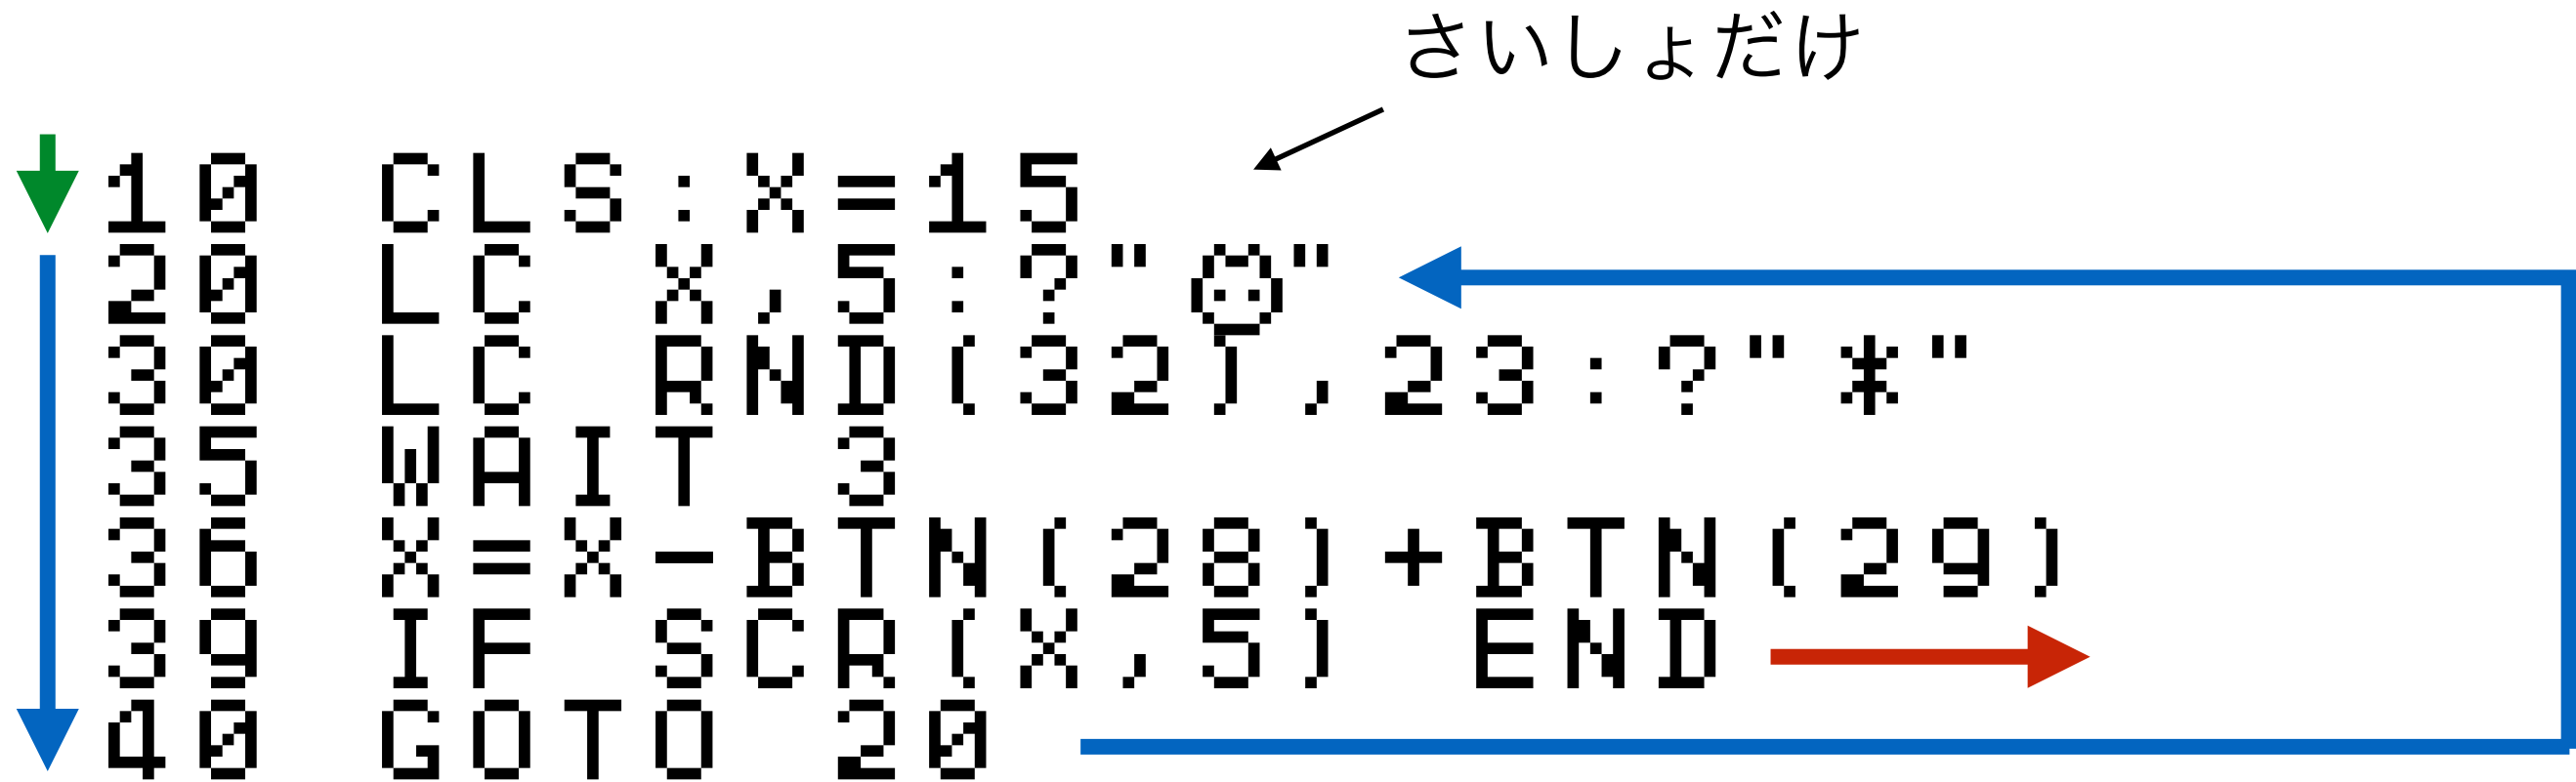 さいしょだけ
10 CLS:X=15
20 LC X,5:?"🐱"
30 LC RND(32),23:?"*"
35 WAIT 3
36 X=X-BTN(28)+BTN(29)
39 IF SCR(X,5) END
40 GOTO 20